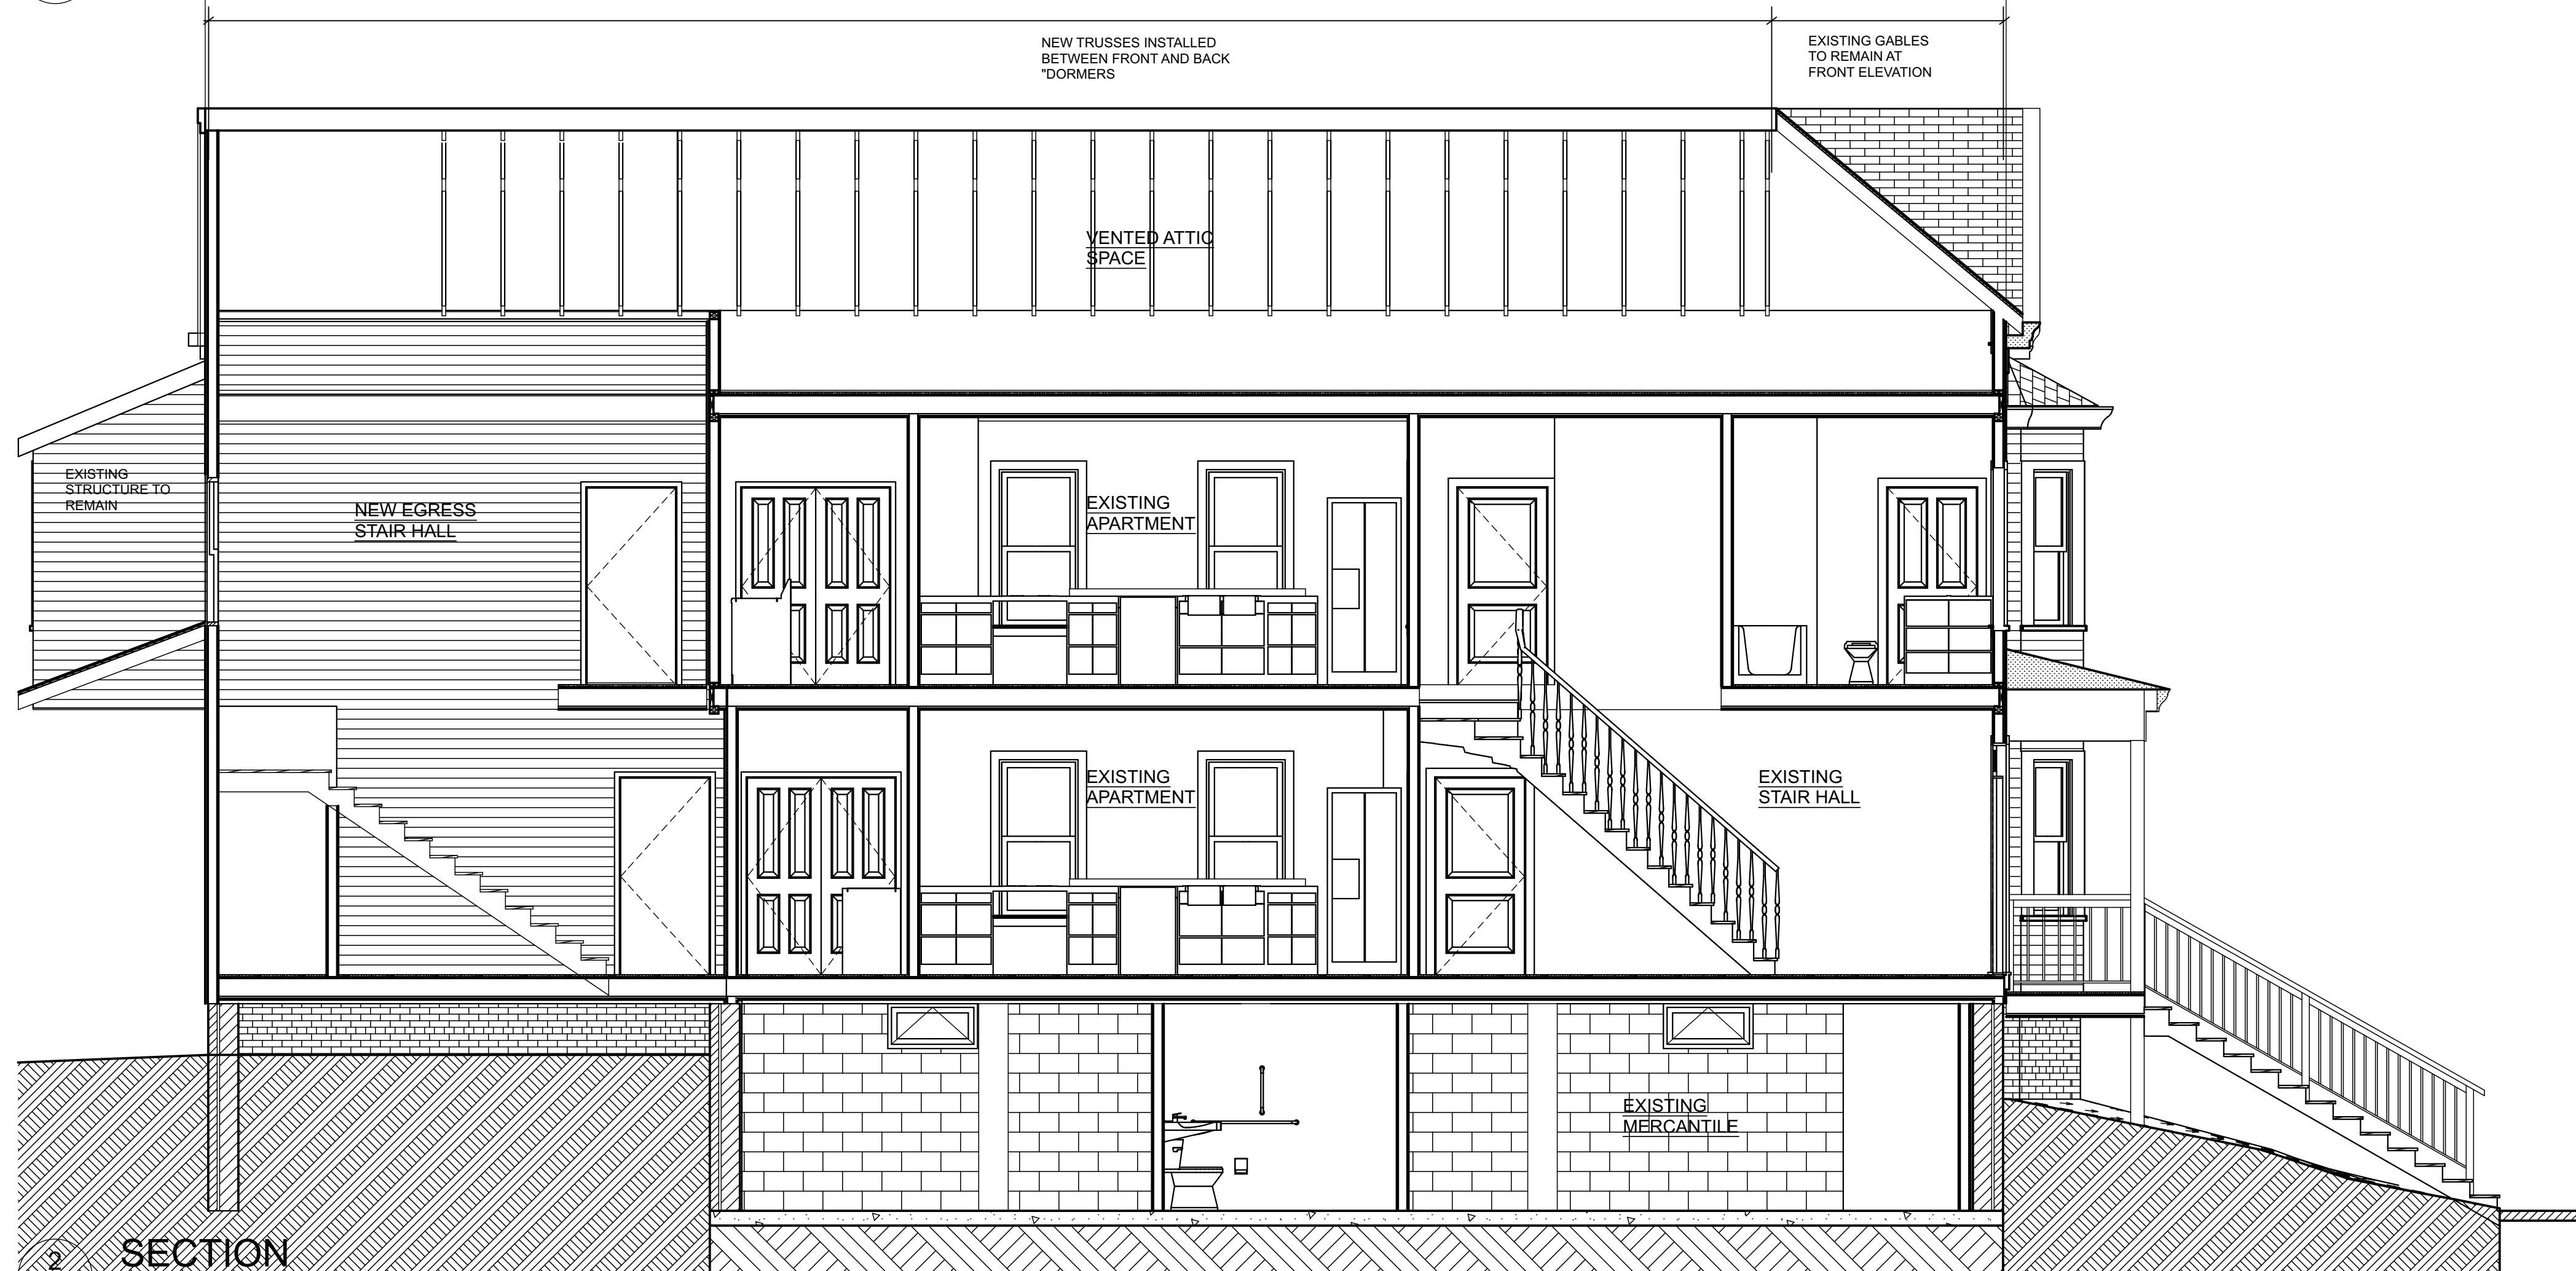 NEW TRUSSES INSTALLED
BETWEEN FRONT AND BACK
"DORMERS
EXISTING GABLES
TO REMAIN AT
FRONT ELEVATION
VENTED ATTIC
SPACE
EXISTING
STRUCTURE TO
REMAIN
NEW EGRESS
STAIR HALL
EXISTING
APARTMENT
EXISTING
APARTMENT
EXISTING
STAIR HALL
EXISTING
MERCANTILE
2
SECTION